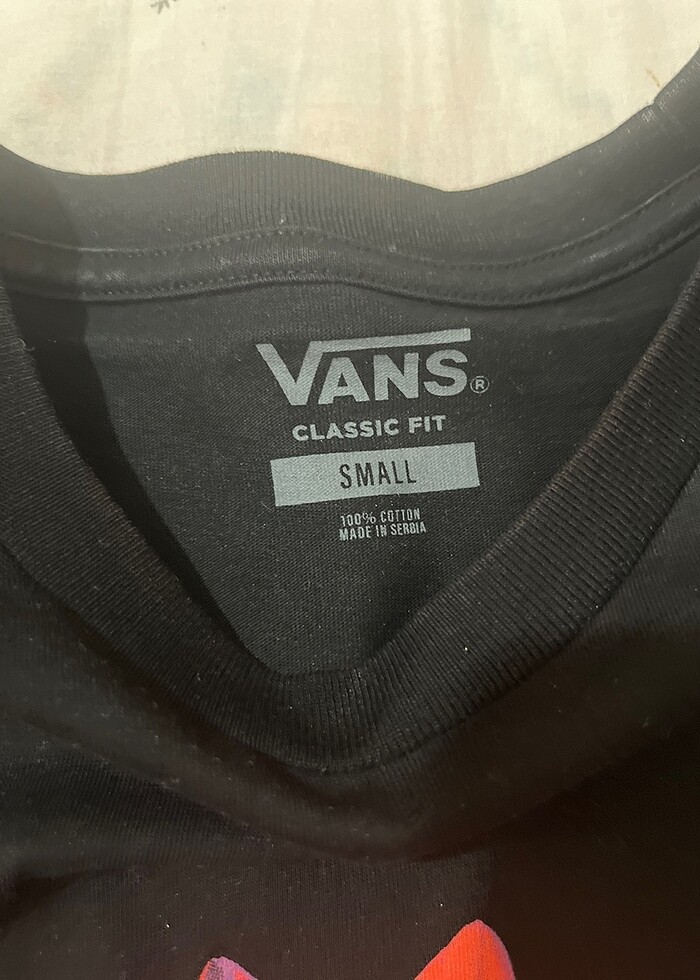 VANS®
CLASSIC FIT
SMALL
100% COTTON
MADE IN SERBIA